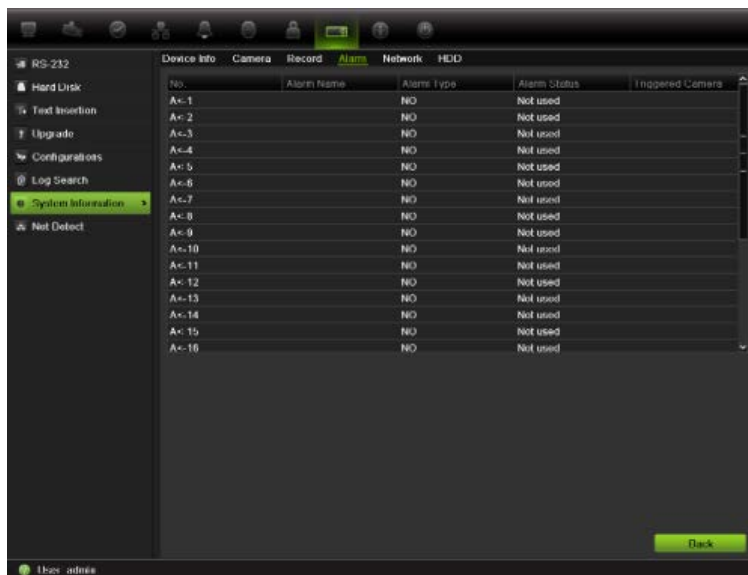 RS-232
Hard Disk
Text Insertion
Upgrade
Configurations
Log Search
System Information
Net Detect
Device Info Camera Record Alarm Network HDD
No. Alarm Name Alarm Type Alarm Status Triggered Camera
A<-1 NO Not used
A<-2 NO Not used
A<-3 NO Not used
A<-4 NO Not used
A<-5 NO Not used
A<-6 NO Not used
A<-7 NO Not used
A<-8 NO Not used
A<-9 NO Not used
A<-10 NO Not used
A<-11 NO Not used
A<-12 NO Not used
A<-13 NO Not used
A<-14 NO Not used
A<-15 NO Not used
A<-16 NO Not used
Back
User admin